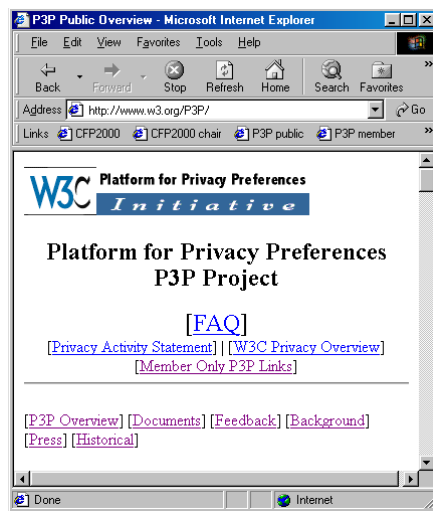 P3P Public Overview - Microsoft Internet Explorer
File Edit View Favorites Tools Help
Back Forward Stop Refresh Home Search Favorites »
Address http://www.w3.org/P3P/ Go
Links CFP2000 CFP2000 chair P3P public P3P member »
W3C Platform for Privacy Preferences
Initiative
Platform for Privacy Preferences
P3P Project
[FAQ]
[Privacy Activity Statement] | [W3C Privacy Overview]
[Member Only P3P Links]
[P3P Overview] [Documents] [Feedback] [Background]
[Press] [Historical]
Done Internet